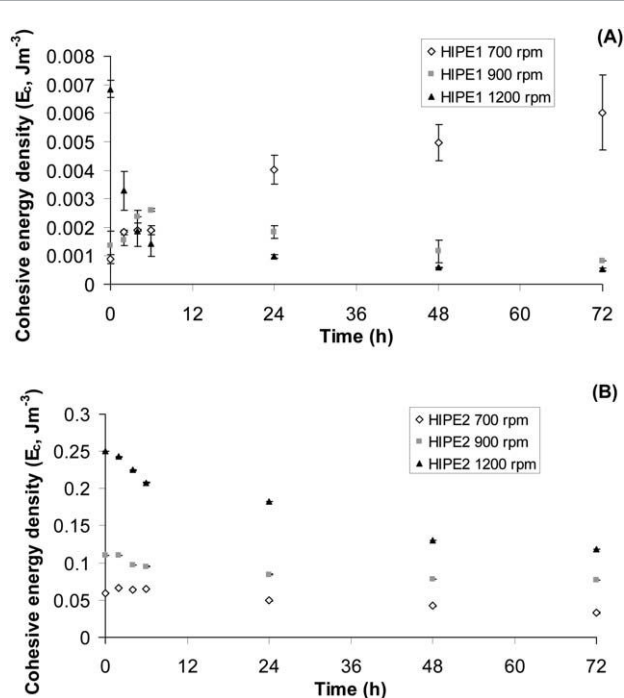 (A)
Cohesive energy density (Ec, Jm-3)
0.008
0.007
0.006
0.005
0.004
0.003
0.002
0.001
0
HIPE1 700 rpm
HIPE1 900 rpm
HIPE1 1200 rpm
0 12 24 36 48 60 72
Time (h)
(B)
Cohesive energy density (Ec, Jm-3)
0.3
0.25
0.2
0.15
0.1
0.05
0
HIPE2 700 rpm
HIPE2 900 rpm
HIPE2 1200 rpm
0 12 24 36 48 60 72
Time (h)